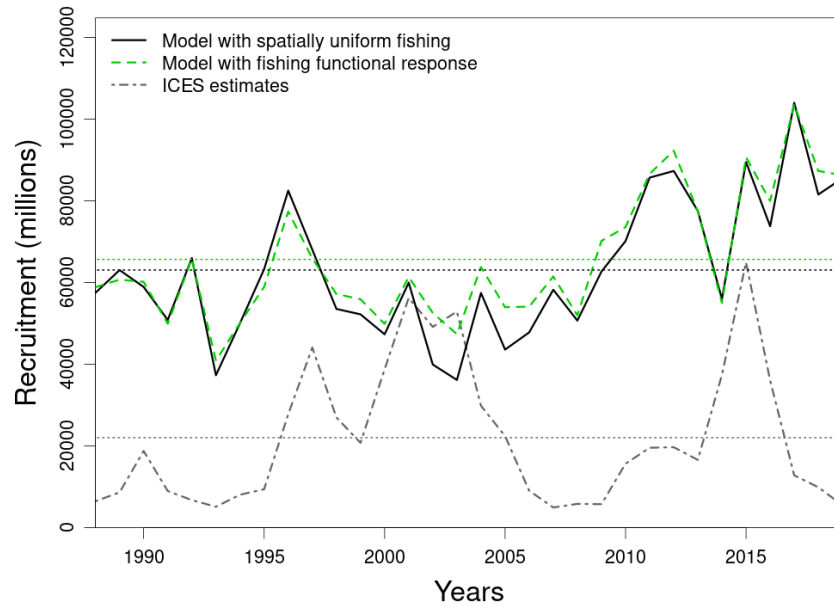 Model with spatially uniform fishing
Model with fishing functional response
ICES estimates
Recruitment (millions)
120000
100000
80000
60000
40000
20000
0
1990 1995 2000 2005 2010 2015
Years